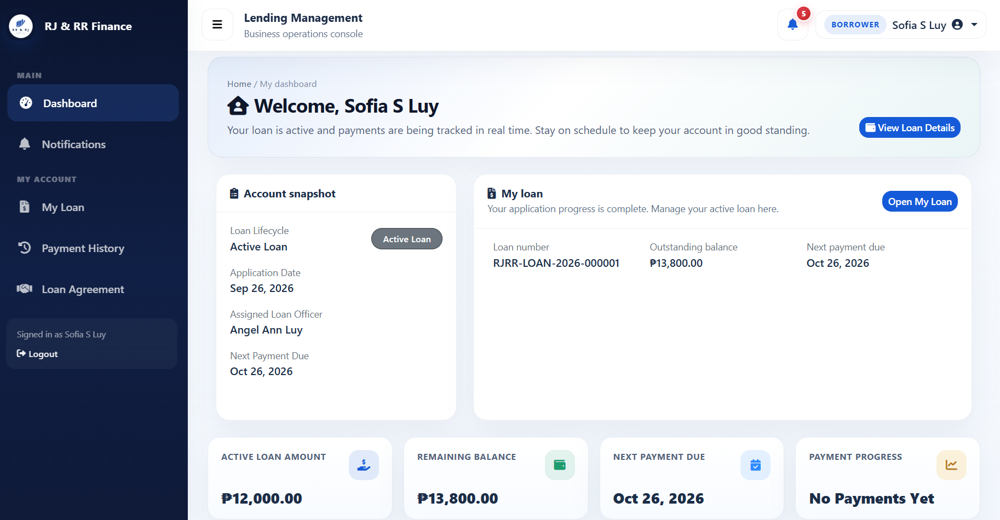 RJ & RR Finance
MAIN
Dashboard
Notifications
MY ACCOUNT
My Loan
Payment History
Loan Agreement
Signed in as Sofia S Luy
Logout
Lending Management
Business operations console
5
BORROWER
Sofia S Luy
Home / My dashboard
Welcome, Sofia S Luy
Your loan is active and payments are being tracked in real time. Stay on schedule to keep your account in good standing.
View Loan Details
Account snapshot
Loan Lifecycle
Active Loan
Active Loan
Application Date
Sep 26, 2026
Assigned Loan Officer
Angel Ann Luy
Next Payment Due
Oct 26, 2026
My loan
Your application progress is complete. Manage your active loan here.
Open My Loan
Loan number
RJRR-LOAN-2026-000001
Outstanding balance
₱13,800.00
Next payment due
Oct 26, 2026
ACTIVE LOAN AMOUNT
₱12,000.00
REMAINING BALANCE
₱13,800.00
NEXT PAYMENT DUE
Oct 26, 2026
PAYMENT PROGRESS
No Payments Yet